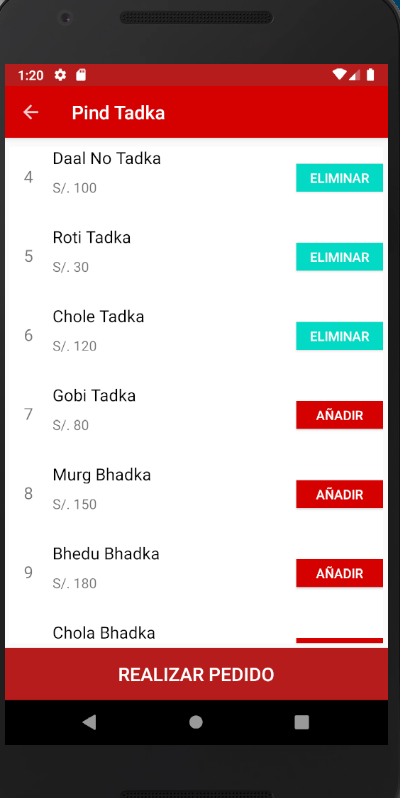 1:20
Pind Tadka
4
Daal No Tadka
S/. 100
ELIMINAR
5
Roti Tadka
S/. 30
ELIMINAR
6
Chole Tadka
S/. 120
ELIMINAR
7
Gobi Tadka
S/. 80
AÑADIR
8
Murg Bhadka
S/. 150
AÑADIR
9
Bhedu Bhadka
S/. 180
AÑADIR
Chola Bhadka
REALIZAR PEDIDO